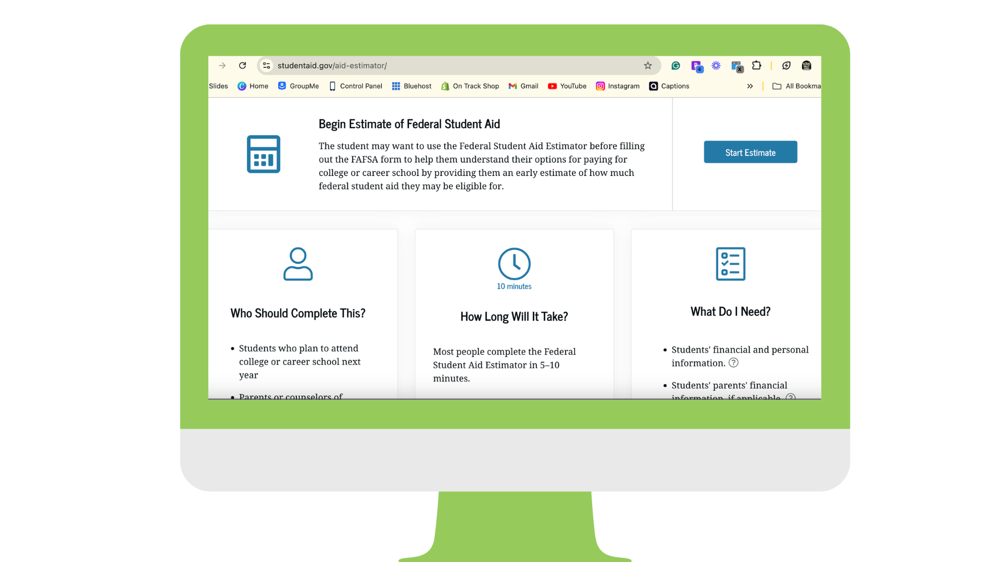 studentaid.gov/aid-estimator/
4
X
Slides Home GroupMe Control Panel Bluehost On Track Shop Gmail YouTube Instagram Captions » All Bookma
Begin Estimate of Federal Student Aid
The student may want to use the Federal Student Aid Estimator before filling
out the FAFSA form to help them understand their options for paying for
college or career school by providing them an early estimate of how much
federal student aid they may be eligible for.
Start Estimate
Who Should Complete This?
• Students who plan to attend
college or career school next
year
• Parents or counselors of
10 minutes
How Long Will It Take?
Most people complete the Federal
Student Aid Estimator in 5–10
minutes.
What Do I Need?
• Students' financial and personal
information. ?
• Students' parents' financial
information, if applicable. ?